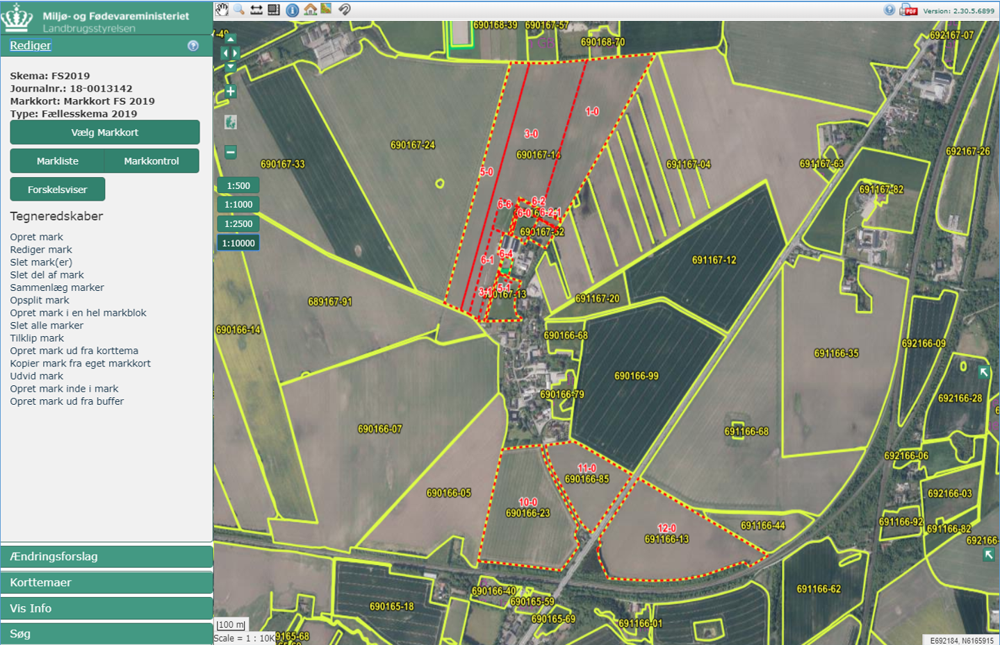 Miljø- og Fødevareministeriet
Landbrugsstyrelsen
Version: 2.30.5.6899
PDF
Rediger
Skema: FS2019
Journalnr.: 18-0013142
Markkort: Markkort FS 2019
Type: Fællesskema 2019
Vælg Markkort
Markliste
Markkontrol
Forskelsviser
Tegneredskaber
Opret mark
Rediger mark
Slet mark(er)
Slet del af mark
Sammenlæg marker
Opsplit mark
Opret mark i en hel markblok
Slet alle marker
Tilklip mark
Opret mark ud fra korttema
Kopier mark fra eget markkort
Udvid mark
Opret mark inde i mark
Opret mark ud fra buffer
Ændringsforslag
Korttemaer
Vis Info
Søg
1:500
1:1000
1:2500
1:10000
690168-39
690167-57
690168-70
692167-07
7-49
1-0
3-0
690167-24
690167-14
690167-33
5-0
691167-04
691167-63
692167-26
691167-82
6-6
6-2
6-0
6-2-1
690167-52
6-4
6-1
691167-12
5-1
690167-13
691167-20
689167-91
690166-14
690166-68
692166-09
691166-35
690166-99
690166-79
692166-28
690166-07
691166-68
692166-06
11-0
690166-85
690166-05
692166-03
10-0
690166-23
12-0
691166-13
691166-44
691166-92
691166-82
692166-
690166-40
690165-59
690165-18
690165-69
691166-01
691166-62
9165-68
100 m
Scale = 1 : 10K
E692184, N6165915